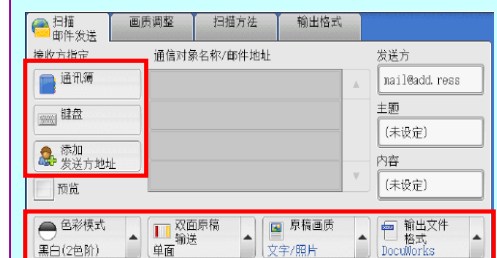 扫描
邮件发送
画质调整
扫描方法
输出格式
接收方指定
通信对象名称/邮件地址
发送方
通讯簿
mail@add.ress
键盘
主题
(未设定)
添加
发送方地址
内容
预览
(未设定)
色彩模式
黑白(2色阶)
双面原稿
输送
单面
原稿画质
文字/照片
输出文件
格式
DocuWorks